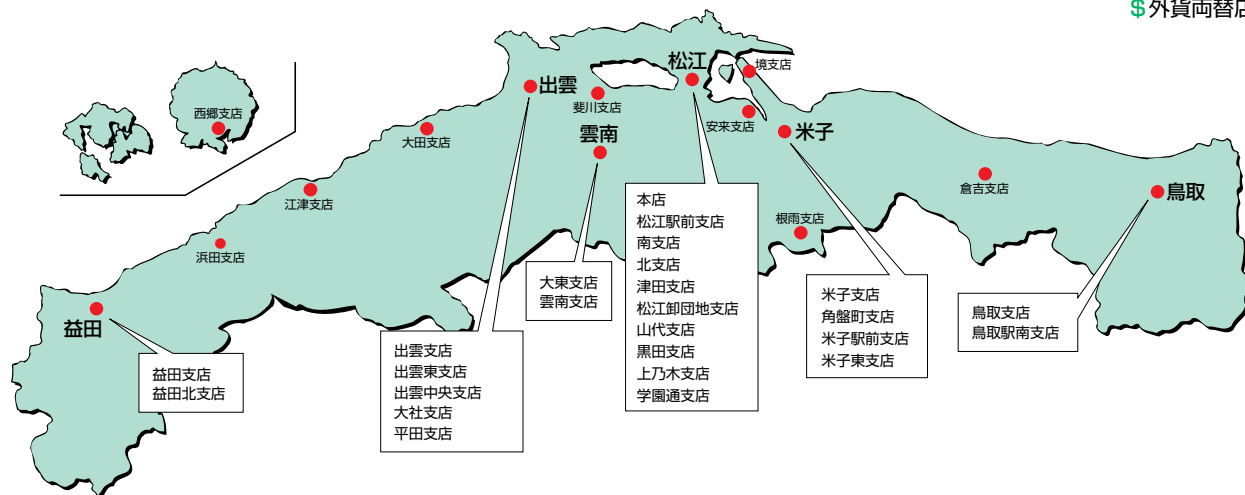 $外貨両替店
松江
境支店
出雲
斐川支店
西郷支店
安来支店
米子
大田支店
雲南
倉吉支店
鳥取
江津支店
根雨支店
浜田支店
益田
本店
松江駅前支店
南支店
北支店
津田支店
松江卸団地支店
山代支店
黒田支店
上乃木支店
学園通支店
大東支店
雲南支店
米子支店
角盤町支店
米子駅前支店
米子東支店
鳥取支店
鳥取駅南支店
益田支店
益田北支店
出雲支店
出雲東支店
出雲中央支店
大社支店
平田支店